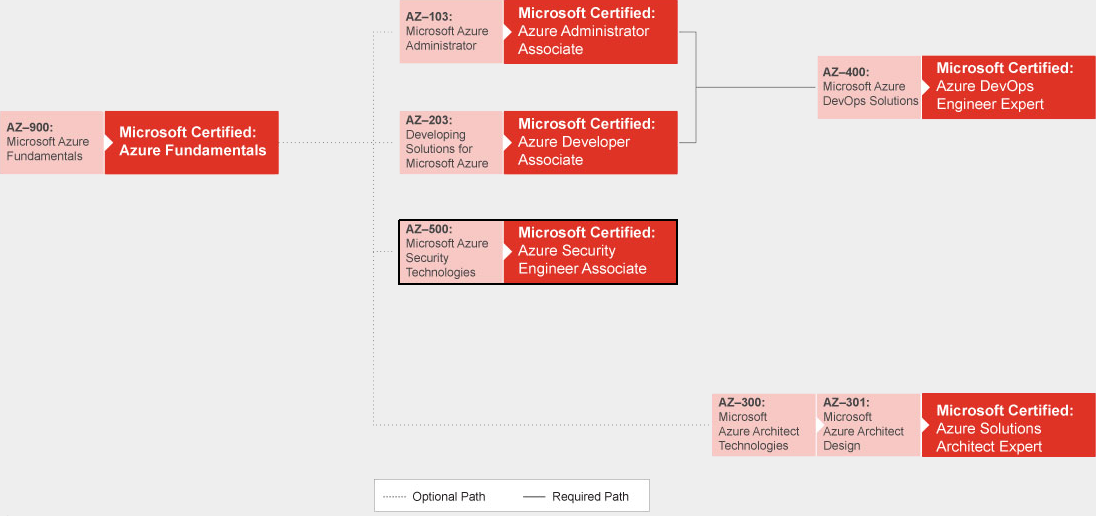 AZ–900:
Microsoft Azure
Fundamentals
Microsoft Certified:
Azure Fundamentals
AZ–103:
Microsoft Azure
Administrator
Microsoft Certified:
Azure Administrator
Associate
AZ–203:
Developing
Solutions for
Microsoft Azure
Microsoft Certified:
Azure Developer
Associate
AZ–500:
Microsoft Azure
Security
Technologies
Microsoft Certified:
Azure Security
Engineer Associate
AZ–400:
Microsoft Azure
DevOps Solutions
Microsoft Certified:
Azure DevOps
Engineer Expert
AZ–300:
Microsoft
Azure Architect
Technologies
AZ–301:
Microsoft
Azure Architect
Design
Microsoft Certified:
Azure Solutions
Architect Expert
Optional Path
Required Path